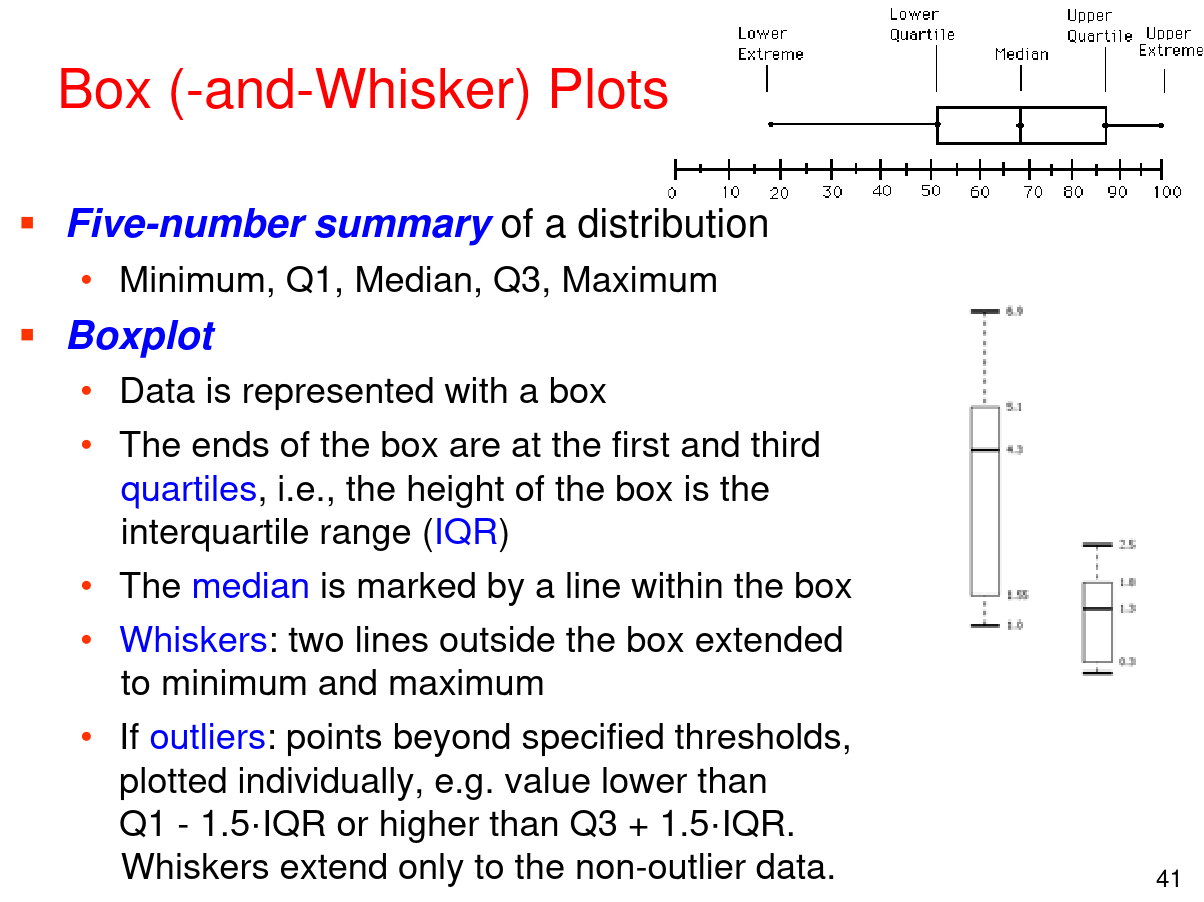 Box (-and-Whisker) Plots
Lower
Extreme
Lower
Quartile
Median
Upper
Quartile
Upper
Extreme
0 10 20 30 40 50 60 70 80 90 100
▪ Five-number summary of a distribution
• Minimum, Q1, Median, Q3, Maximum
▪ Boxplot
• Data is represented with a box
• The ends of the box are at the first and third
quartiles, i.e., the height of the box is the
interquartile range (IQR)
• The median is marked by a line within the box
• Whiskers: two lines outside the box extended
to minimum and maximum
• If outliers: points beyond specified thresholds,
plotted individually, e.g. value lower than
Q1 - 1.5·IQR or higher than Q3 + 1.5·IQR.
Whiskers extend only to the non-outlier data.
6.9
5.1
4.3
1.55
1.0
2.5
1.8
1.3
0.3
41